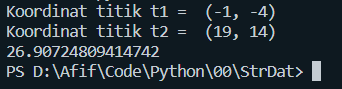 Koordinat titik t1 =  (-1, -4)
Koordinat titik t2 =  (19, 14)
26.90724809414742
PS D:\Afif\Code\Python\00\StrDat>